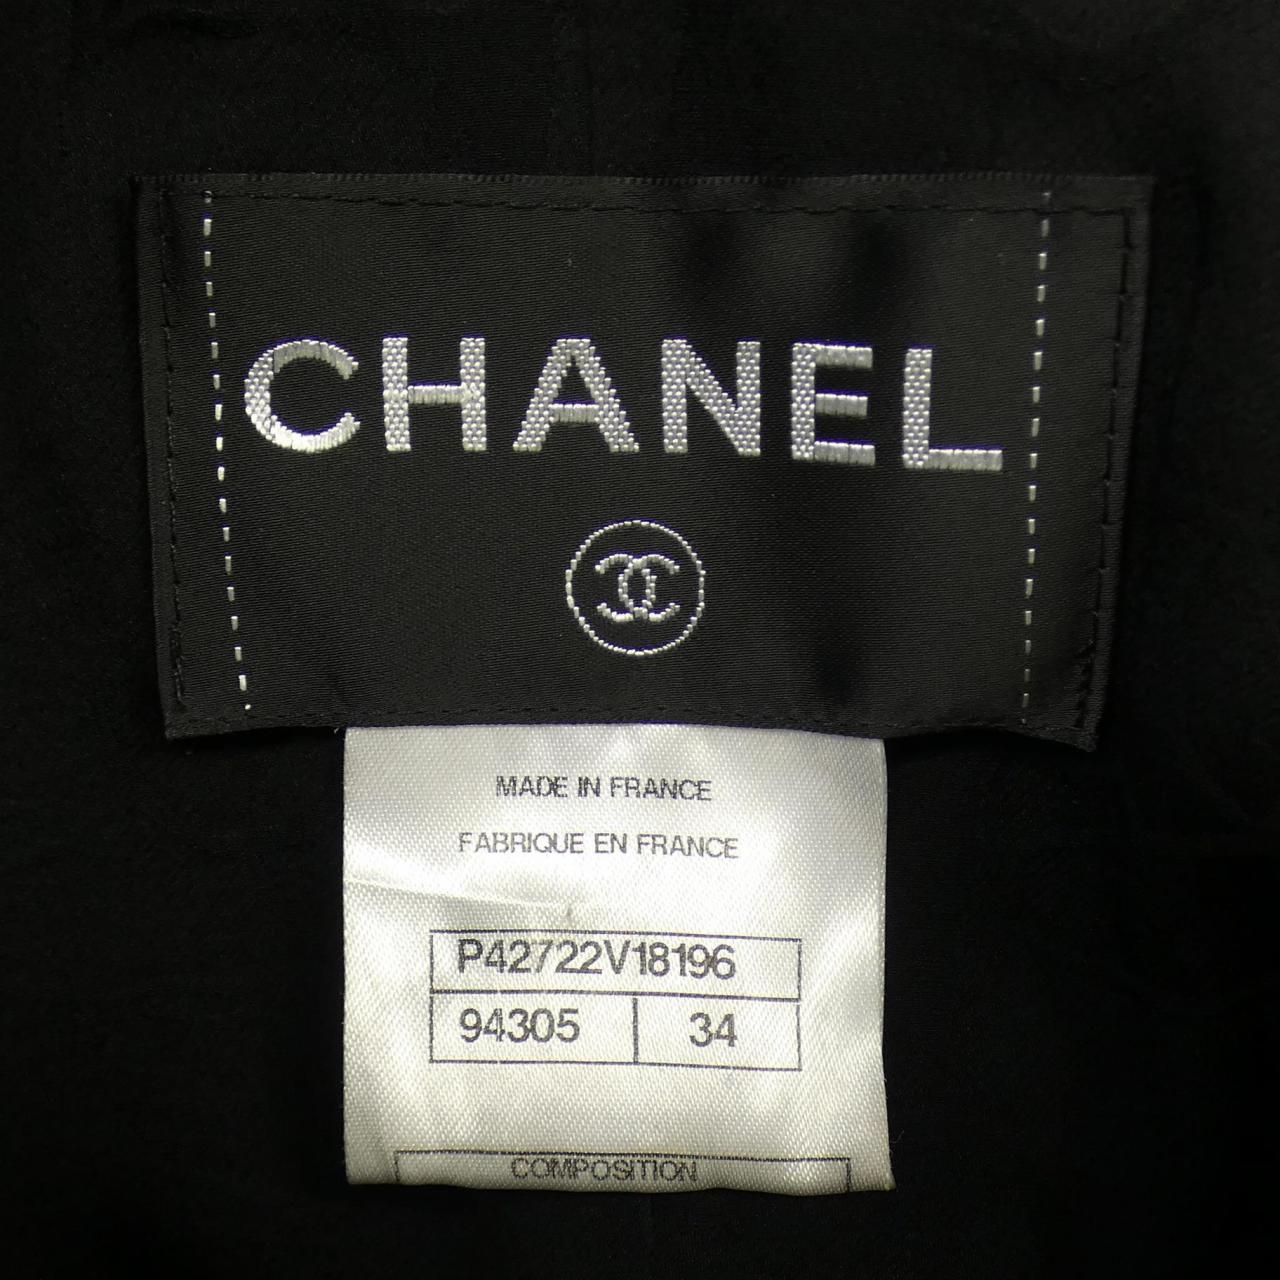 CHANEL
MADE IN FRANCE
FABRIQUE EN FRANCE
P42722V18196
94305 34
COMPOSITION